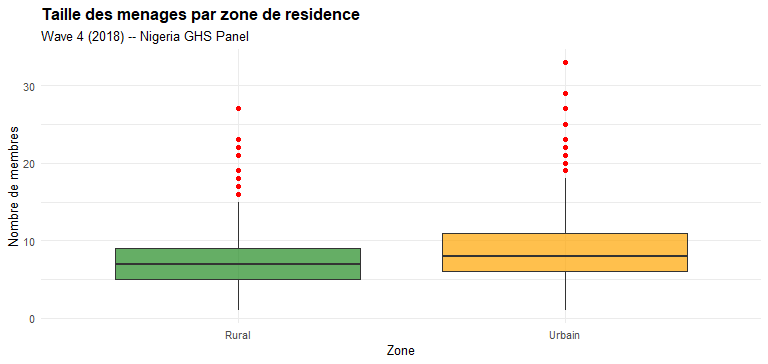 Taille des menages par zone de residence
Wave 4 (2018) -- Nigeria GHS Panel
Nombre de membres
30
20
10
0
Rural
Urbain
Zone